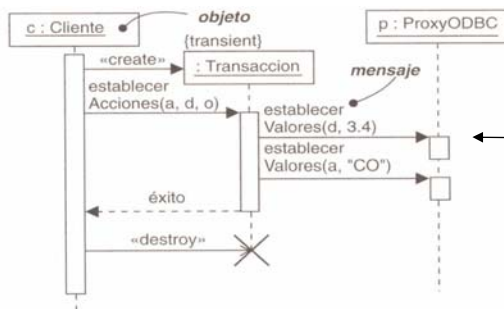 objeto
c : Cliente
p : ProxyODBC
{transient}
«create»
: Transaccion
mensaje
establecer
Acciones(a, d, o)
establecer
Valores(d, 3.4)
establecer
Valores(a, "CO")
éxito
«destroy»